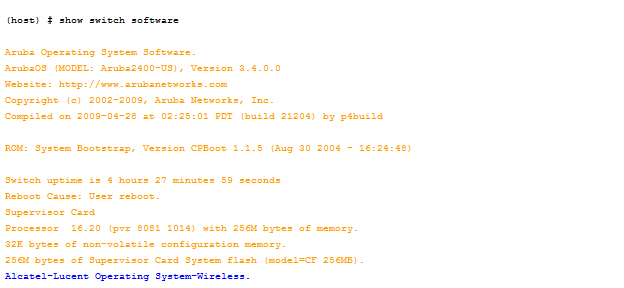 (host) # show switch software
Aruba Operating System Software.
ArubaOS (MODEL: Aruba2400-US), Version 3.4.0.0
Website: http://www.arubanetworks.com
Copyright (c) 2002-2009, Aruba Networks, Inc.
Compiled on 2009-04-28 at 02:25:01 PDT (build 21204) by p4build
ROM: System Bootstrap, Version CPBoot 1.1.5 (Aug 30 2004 - 16:24:48)
Switch uptime is 4 hours 27 minutes 59 seconds
Reboot Cause: User reboot.
Supervisor Card
Processor  16.20 (pvr 8081 1014) with 256M bytes of memory.
32K bytes of non-volatile configuration memory.
256M bytes of Supervisor Card System flash (model=CF 256MB).
Alcatel-Lucent Operating System-Wireless.